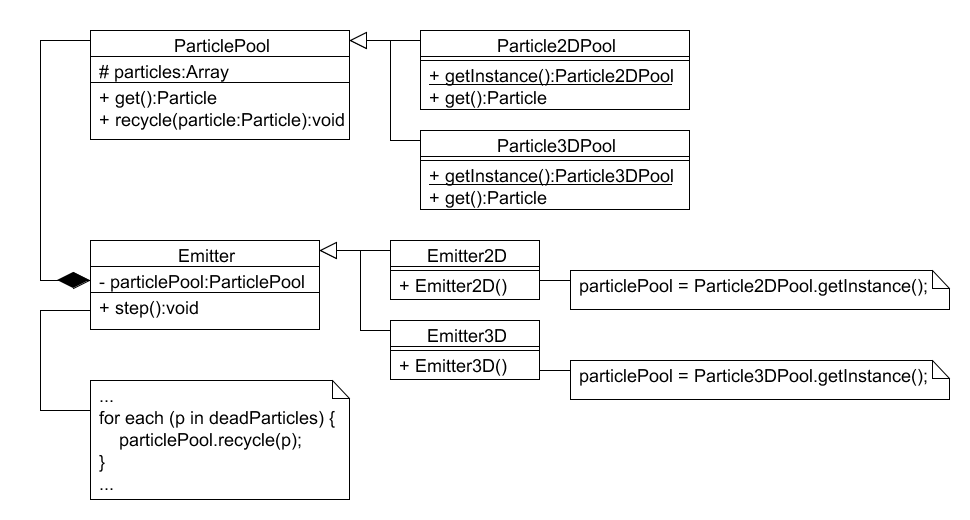 ParticlePool
# particles:Array
+ get():Particle
+ recycle(particle:Particle):void
Particle2DPool
+ getInstance():Particle2DPool
+ get():Particle
Particle3DPool
+ getInstance():Particle3DPool
+ get():Particle
Emitter
- particlePool:ParticlePool
+ step():void
Emitter2D
+ Emitter2D()
particlePool = Particle2DPool.getInstance();
Emitter3D
+ Emitter3D()
particlePool = Particle3DPool.getInstance();
...
for each (p in deadParticles) {
particlePool.recycle(p);
}
...